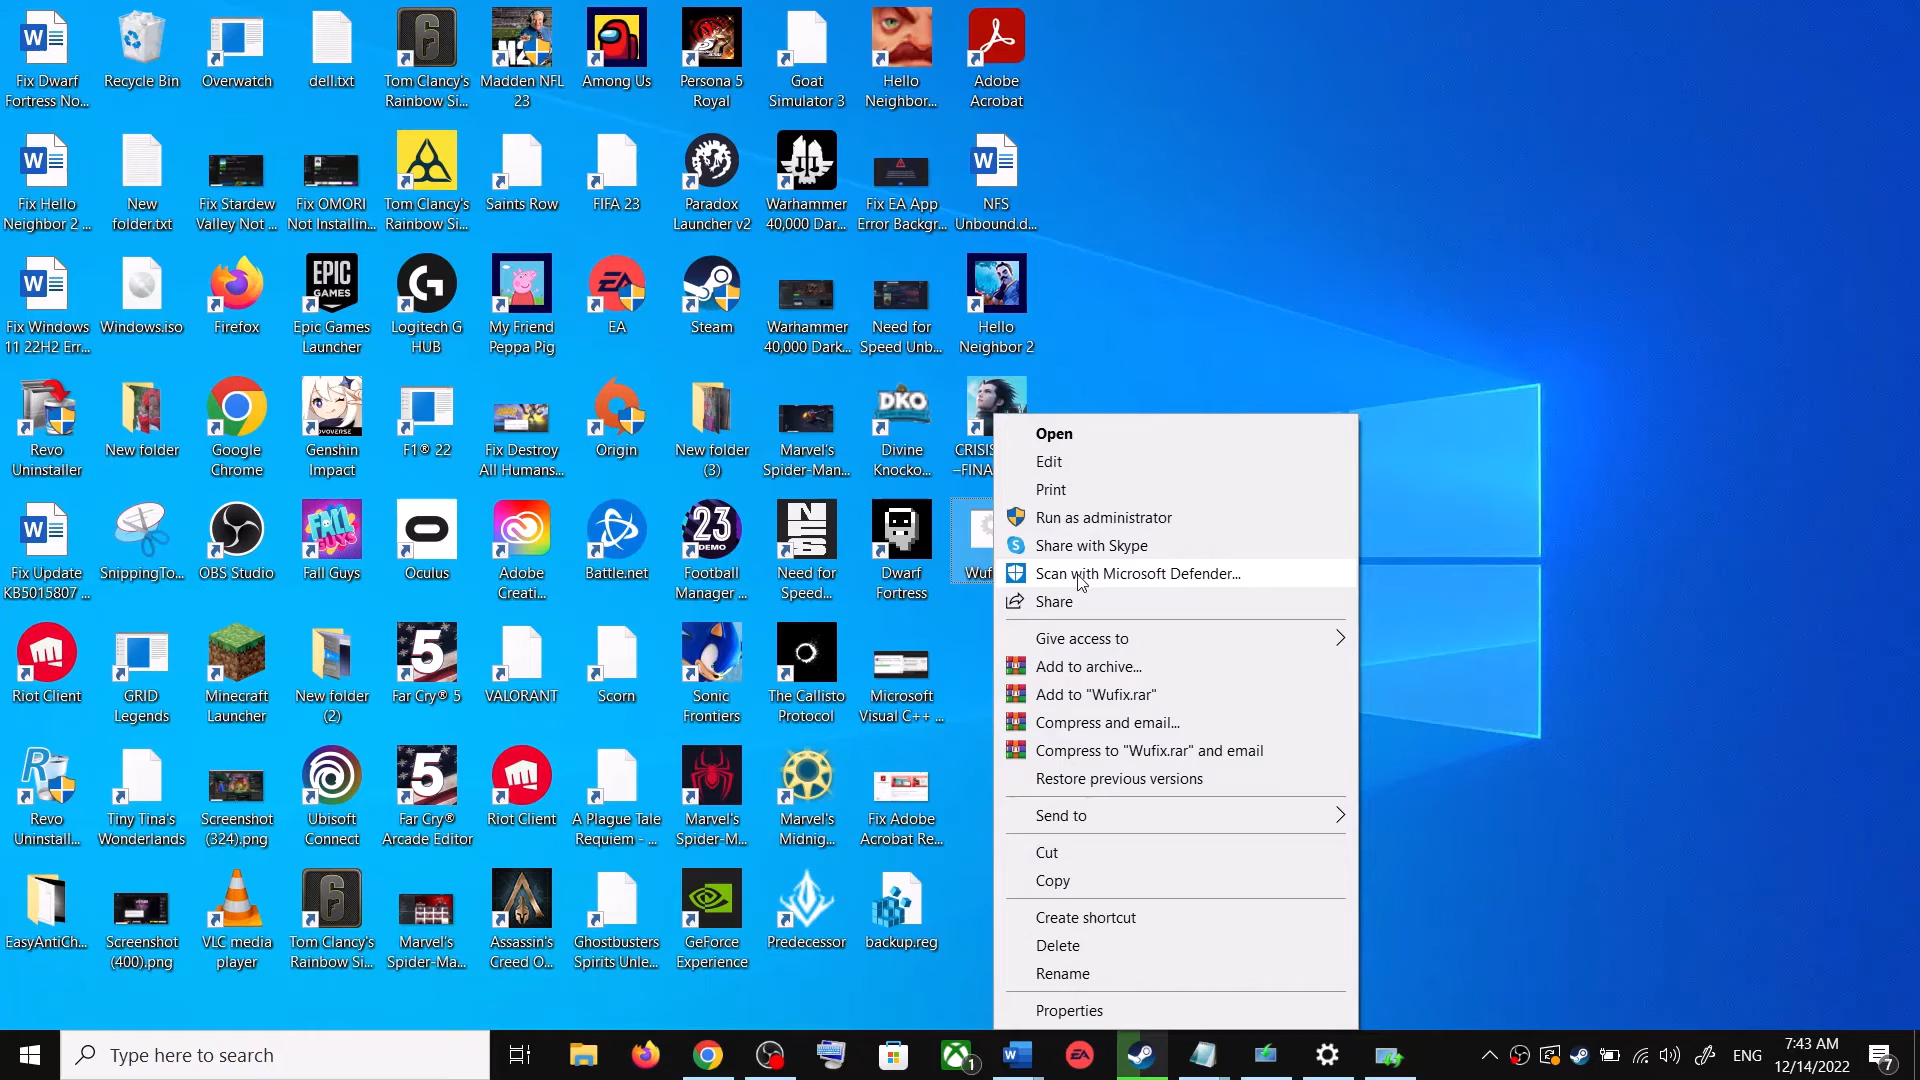 Fix Dwarf
Fortress No...
Recycle Bin
Overwatch
dell.txt
Tom Clancy's
Rainbow Si...
Madden NFL
23
Among Us
Persona 5
Royal
Goat
Simulator 3
Hello
Neighbor...
Adobe
Acrobat
Fix Hello
Neighbor 2 ...
New
folder.txt
Fix Stardew
Valley Not ...
Fix OMORI
Not Installin...
Tom Clancy's
Rainbow Si...
Saints Row
FIFA 23
Paradox
Launcher v2
Warhammer
40,000 Dar...
Fix EA App
Error Backgr...
NFS
Unbound.d...
EPIC
GAMES
Fix Windows
11 22H2 Err...
Windows.iso
Firefox
Epic Games
Launcher
Logitech G
HUB
My Friend
Peppa Pig
EA
Steam
Warhammer
40,000 Dark...
Need for
Speed Unb...
Hello
Neighbor 2
DKO
Revo
Uninstaller
New folder
Google
Chrome
Genshin
Impact
F1® 22
Fix Destroy
All Humans...
Origin
New folder
(3)
Marvel's
Spider-Man...
Divine
Knocko...
CRISIS
–FINA
Open
Edit
Print
Run as administrator
Share with Skype
Scan with Microsoft Defender...
Share
Give access to
Add to archive...
Add to "Wufix.rar"
Compress and email...
Compress to "Wufix.rar" and email
Restore previous versions
Send to
Cut
Copy
Create shortcut
Delete
Rename
Properties
FALL
GUYS
23
DEMO
Fix Update
KB5015807 ...
SnippingTo...
OBS Studio
Fall Guys
Oculus
Adobe
Creati...
Battle.net
Football
Manager ...
Need for
Speed...
Dwarf
Fortress
Wuf
5
Riot Client
GRID
Legends
Minecraft
Launcher
New folder
(2)
Far Cry® 5
VALORANT
Scorn
Sonic
Frontiers
The Callisto
Protocol
Microsoft
Visual C++ ...
5
Revo
Uninstall...
Tiny Tina's
Wonderlands
Screenshot
(324).png
Ubisoft
Connect
Far Cry®
Arcade Editor
Riot Client
A Plague Tale
Requiem - ...
Marvel's
Spider-M...
Marvel's
Midnig...
Fix Adobe
Acrobat Re...
EasyAntiCh...
Screenshot
(400).png
VLC media
player
Tom Clancy's
Rainbow Si...
Marvel's
Spider-Ma...
Assassin's
Creed O...
Ghostbusters
Spirits Unle...
GeForce
Experience
Predecessor
backup.reg
Type here to search
1
ENG
7:43 AM
12/14/2022
7